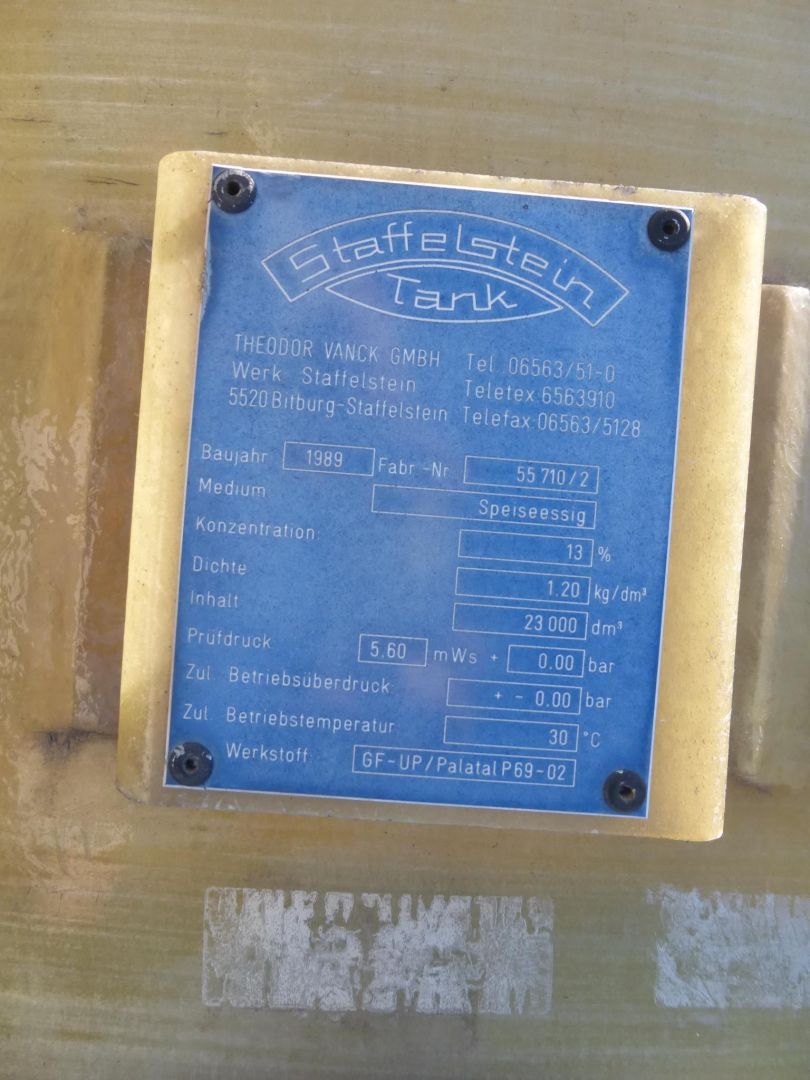 Staffelstein
Tank
THEODOR VANCK GMBH Tel. 06563/51-0
Werk Staffelstein Teletex 6563910
5520 Bitburg-Staffelstein Telefax 06563/5128
Baujahr 1989 Fabr.-Nr 55 710/2
Medium Speiseessig
Konzentration: 13 %
Dichte 1.20 kg/dm³
Inhalt 23 000 dm³
Prüfdruck 5.60 mWs + 0.00 bar
Zul. Betriebsüberdruck: + - 0.00 bar
Zul. Betriebstemperatur 30 °C
Werkstoff GF-UP/Palatal P69-02